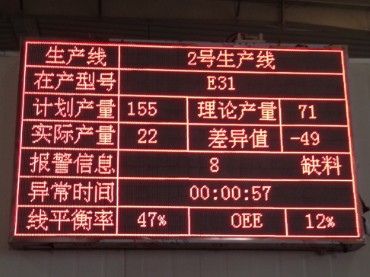 生产线 2号生产线
在产型号 E31
计划产量 155 理论产量 71
实际产量 22 差异值 -49
报警信息 8 缺料
异常时间 00:00:57
线平衡率 47% OEE 12%